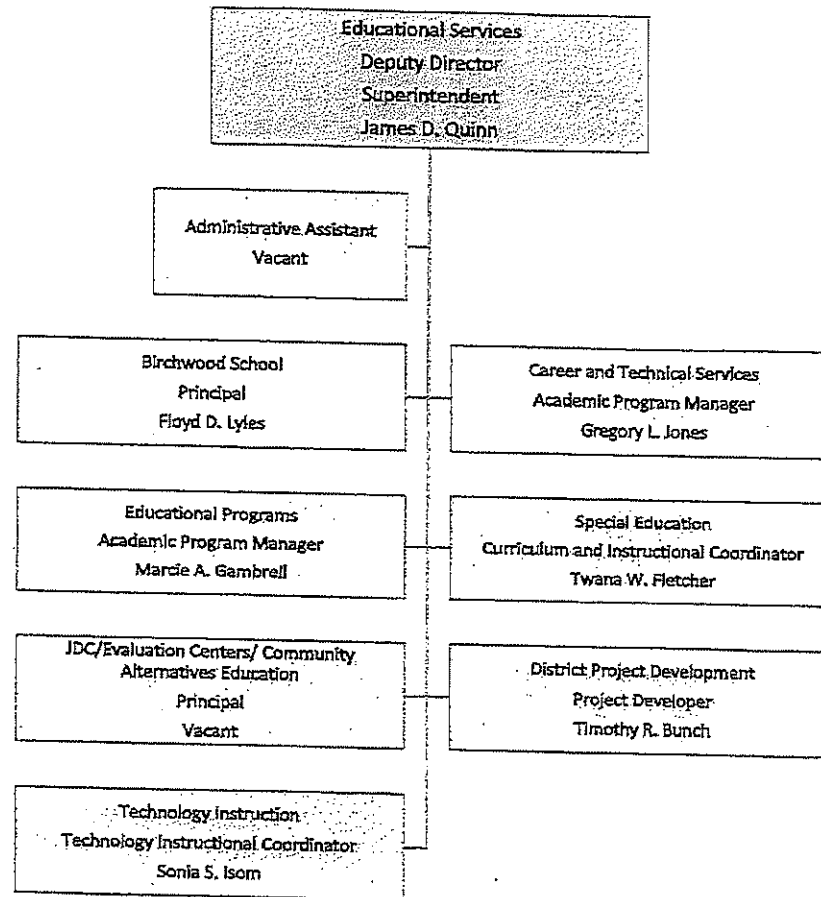 Educational Services
Deputy Director
Superintendent
James D. Quinn
Administrative Assistant
Vacant
Birchwood School
Principal
Floyd D. Lyles
Career and Technical Services
Academic Program Manager
Gregory L. Jones
Educational Programs
Academic Program Manager
Marcie A. Gambrell
Special Education
Curriculum and Instructional Coordinator
Twana W. Fletcher
JDC/Evaluation Centers/ Community
Alternatives Education
Principal
Vacant
District Project Development
Project Developer
Timothy R. Bunch
Technology Instruction
Technology Instructional Coordinator
Sonia S. Isom